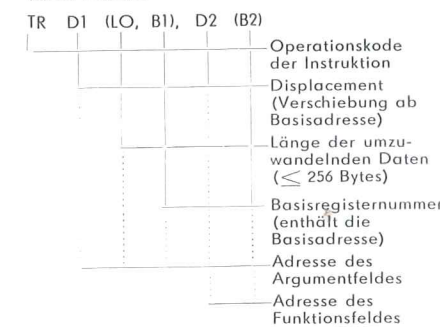 TR D1 (LO, B1), D2 (B2)
Operationskode
der Instruktion
Displacement
(Verschiebung ab
Basisadresse)
Länge der umzu-
wandelnden Daten
(≤ 256 Bytes)
Basisregisternummer
(enthält die
Basisadresse)
Adresse des
Argumentfeldes
Adresse des
Funktionsfeldes